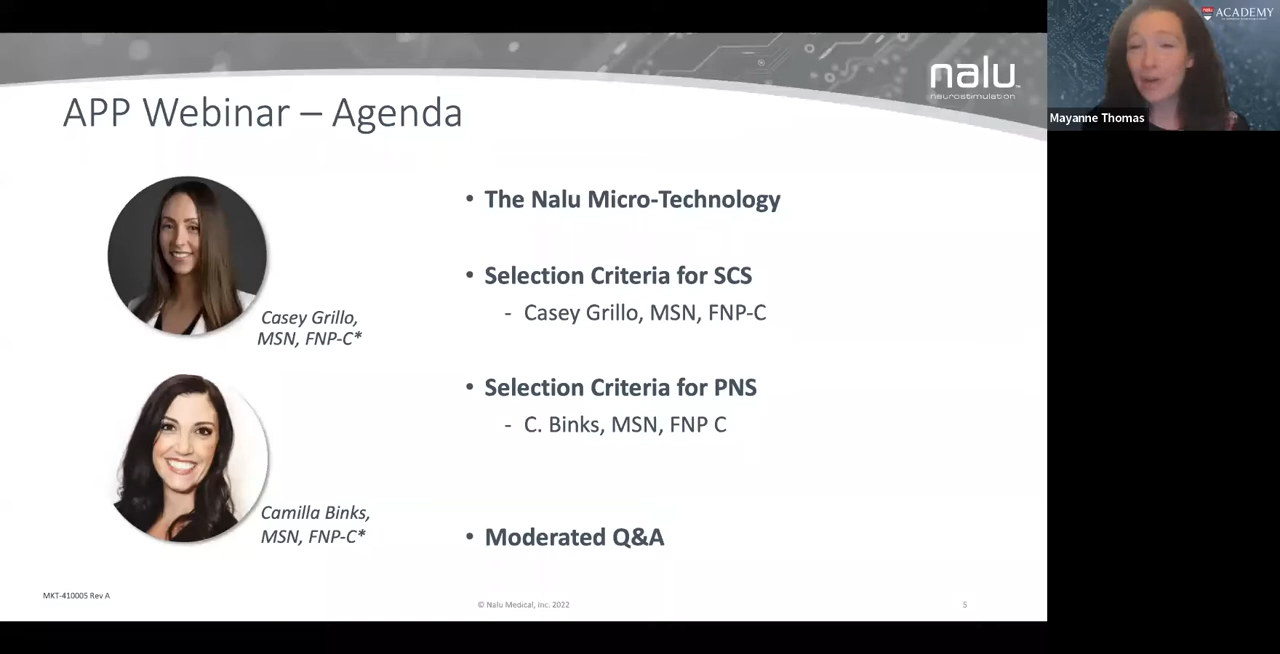 nalu
neurostimulation
ACADEMY
Mayanne Thomas
APP Webinar – Agenda
Casey Grillo,
MSN, FNP-C*
Camilla Binks,
MSN, FNP-C*
• The Nalu Micro-Technology
• Selection Criteria for SCS
- Casey Grillo, MSN, FNP-C
• Selection Criteria for PNS
- C. Binks, MSN, FNP C
• Moderated Q&A
MKT-410005 Rev A
© Nalu Medical, Inc. 2022
5